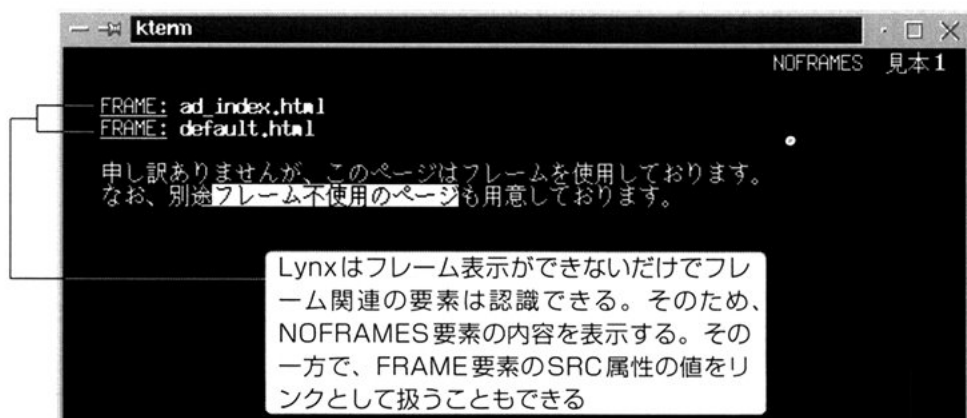 kterm
NOFRAMES 見本1
FRAME: ad_index.html
FRAME: default.html
申し訳ありませんが、このページはフレームを使用しております。
なお、別途フレーム不使用のページも用意しております。
Lynxはフレーム表示ができないだけでフレ
ーム関連の要素は認識できる。そのため、
NOFRAMES要素の内容を表示する。その
一方で、FRAME要素のSRC属性の値をリ
ンクとして扱うこともできる